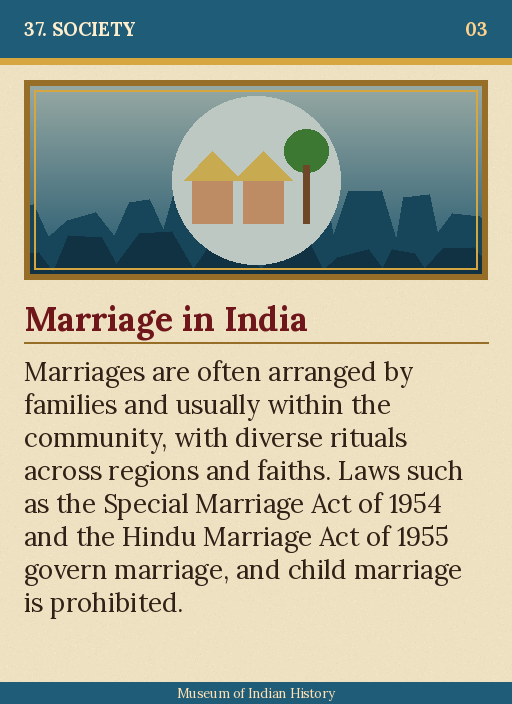 37. SOCIETY
03
Marriage in India
Marriages are often arranged by
families and usually within the
community, with diverse rituals
across regions and faiths. Laws such
as the Special Marriage Act of 1954
and the Hindu Marriage Act of 1955
govern marriage, and child marriage
is prohibited.
Museum of Indian History